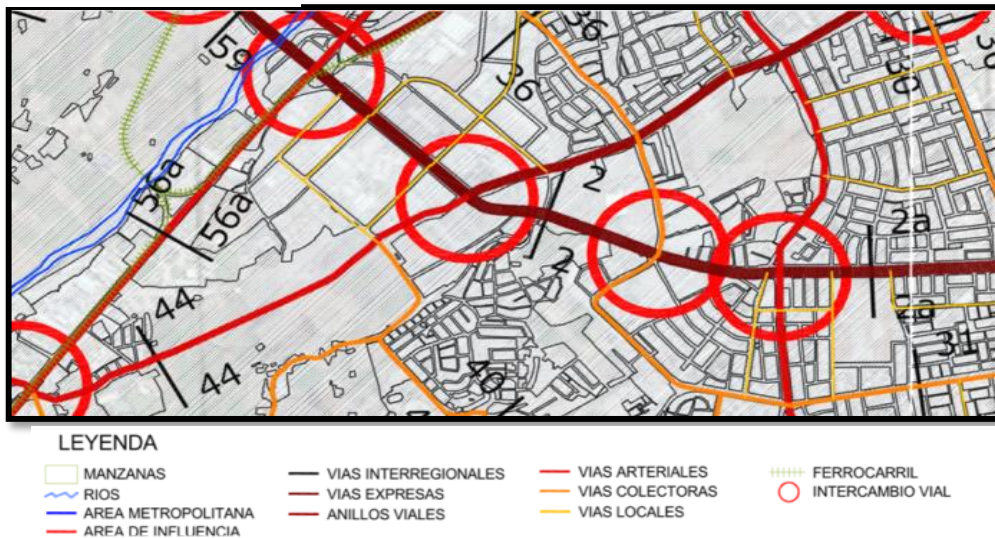 36
59
36
30
56a
56a
2
2
2a
2a
44
44
31
40
LEYENDA
MANZANAS
RIOS
AREA METROPOLITANA
AREA DE INFLUENCIA
VIAS INTERREGIONALES
VIAS EXPRESAS
ANILLOS VIALES
VIAS ARTERIALES
VIAS COLECTORAS
VIAS LOCALES
FERROCARRIL
INTERCAMBIO VIAL